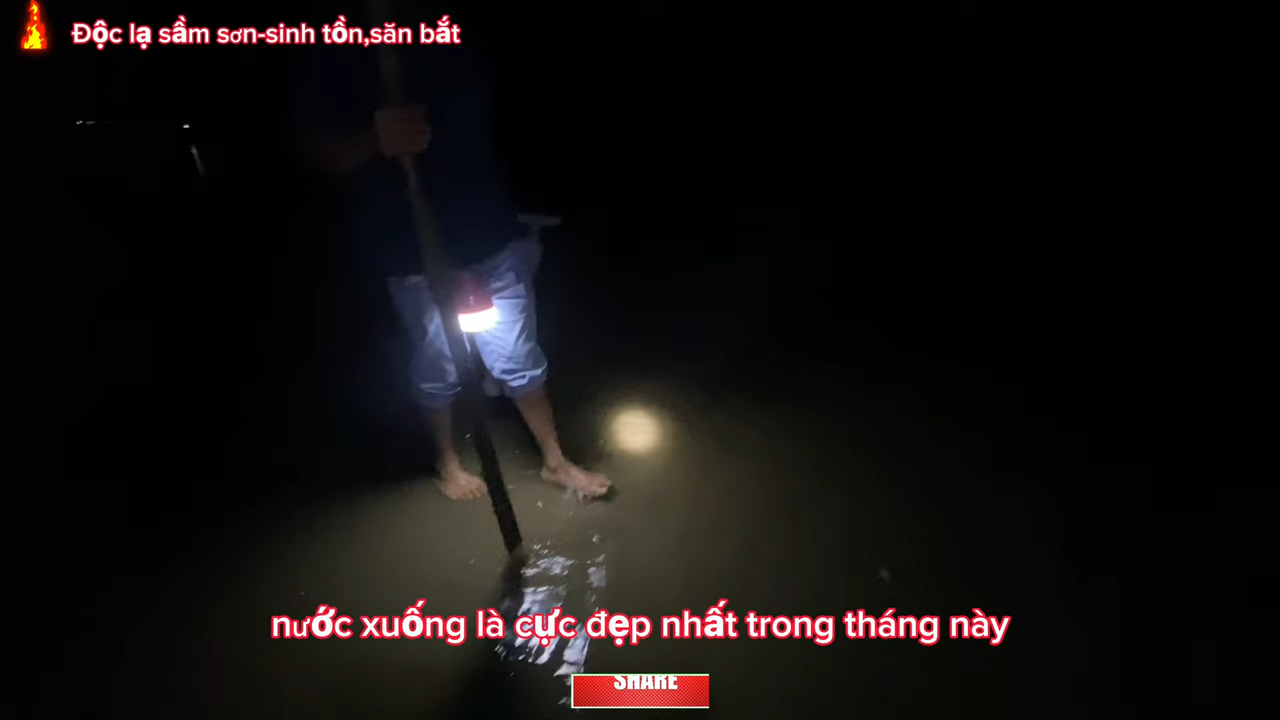 Độc lạ sầm sơn-sinh tồn,săn bắt
nước xuống là cực đẹp nhất trong tháng này
SHARE